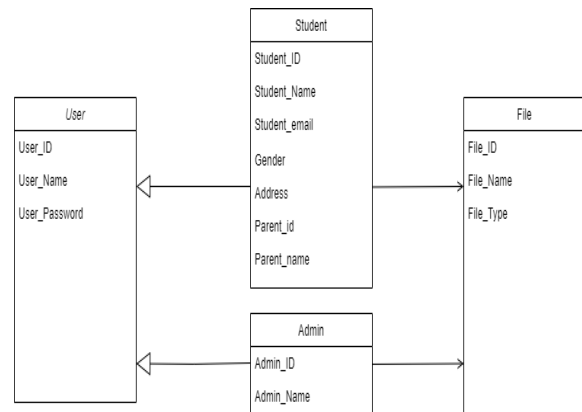 Student
Student_ID
Student_Name
Student_email
Gender
Address
Parent_id
Parent_name
User
User_ID
User_Name
User_Password
File
File_ID
File_Name
File_Type
Admin
Admin_ID
Admin_Name